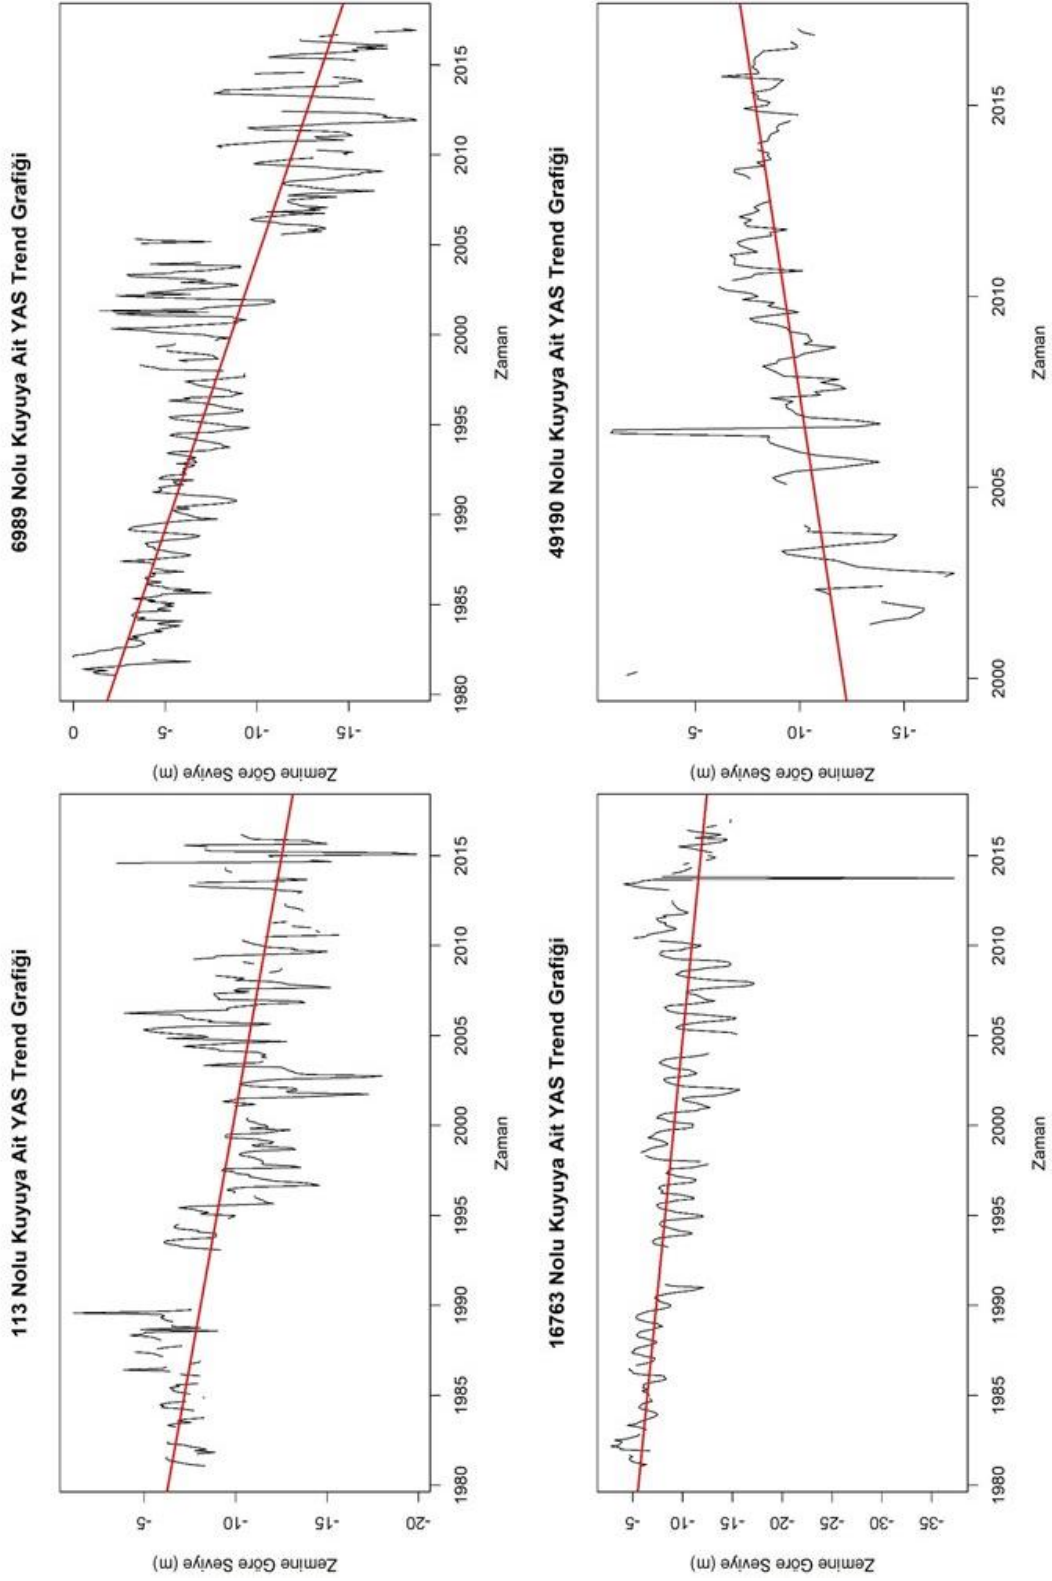 113 Nolu Kuyuya Ait YAS Trend Grafiği
Zemine Göre Seviye (m)
-5
-10
-15
-20
1980 1985 1990 1995 2000 2005 2010 2015
Zaman
6989 Nolu Kuyuya Ait YAS Trend Grafiği
Zemine Göre Seviye (m)
0
-5
-10
-15
1980 1985 1990 1995 2000 2005 2010 2015
Zaman
16763 Nolu Kuyuya Ait YAS Trend Grafiği
Zemine Göre Seviye (m)
-5
-10
-15
-20
-25
-30
-35
1980 1985 1990 1995 2000 2005 2010 2015
Zaman
49190 Nolu Kuyuya Ait YAS Trend Grafiği
Zemine Göre Seviye (m)
-5
-10
-15
2000 2005 2010 2015
Zaman